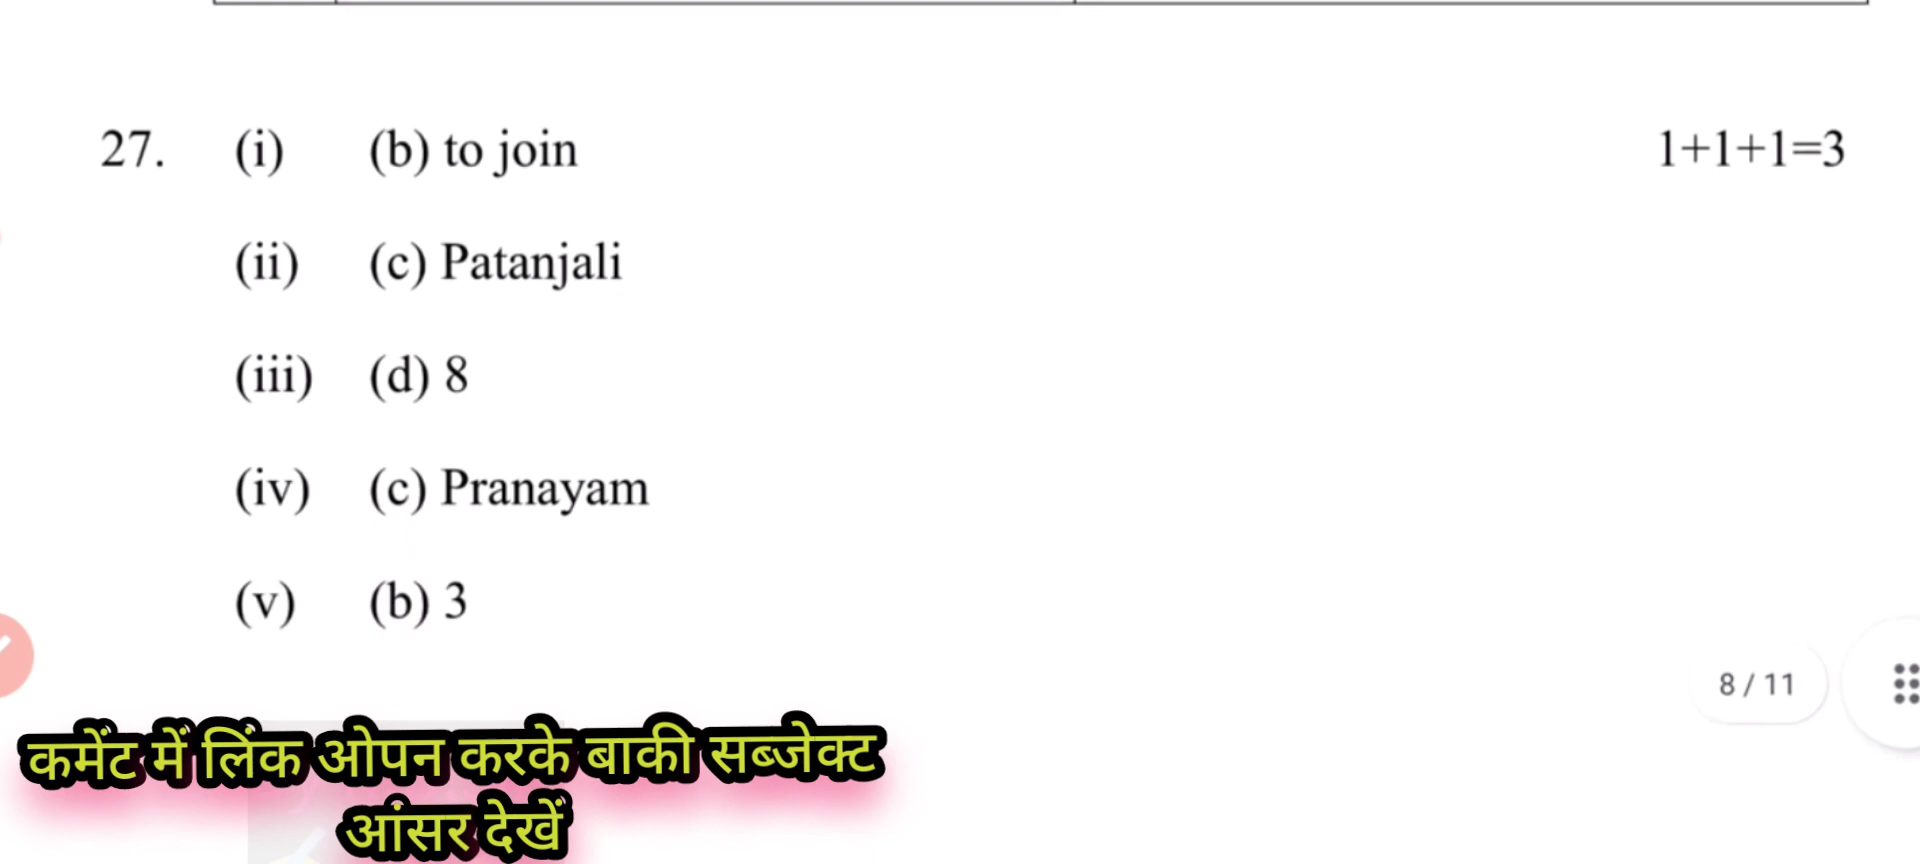 27. (i) (b) to join 1+1+1=3
(ii) (c) Patanjali
(iii) (d) 8
(iv) (c) Pranayam
(v) (b) 3
8 / 11
कमेंट में लिंक ओपन करके बाकी सब्जेक्ट
आंसर देखें